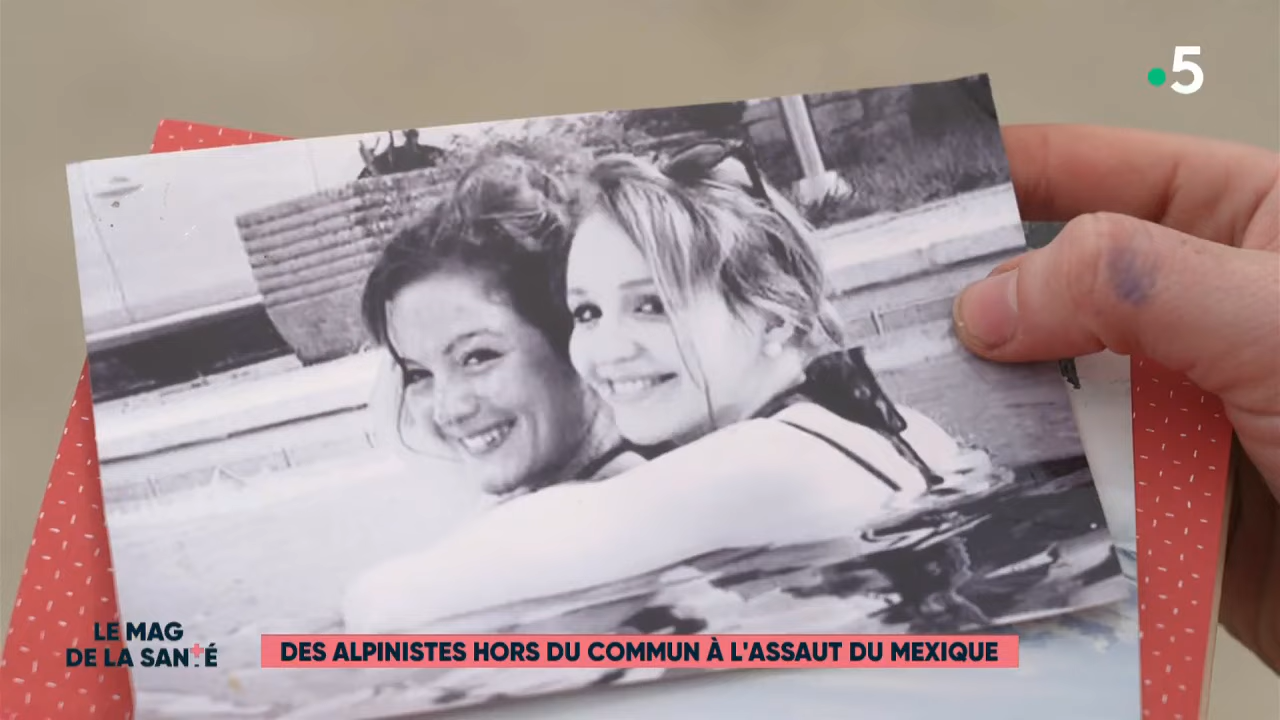 5
LE MAG
DE LA SANTÉ
DES ALPINISTES HORS DU COMMUN À L'ASSAUT DU MEXIQUE